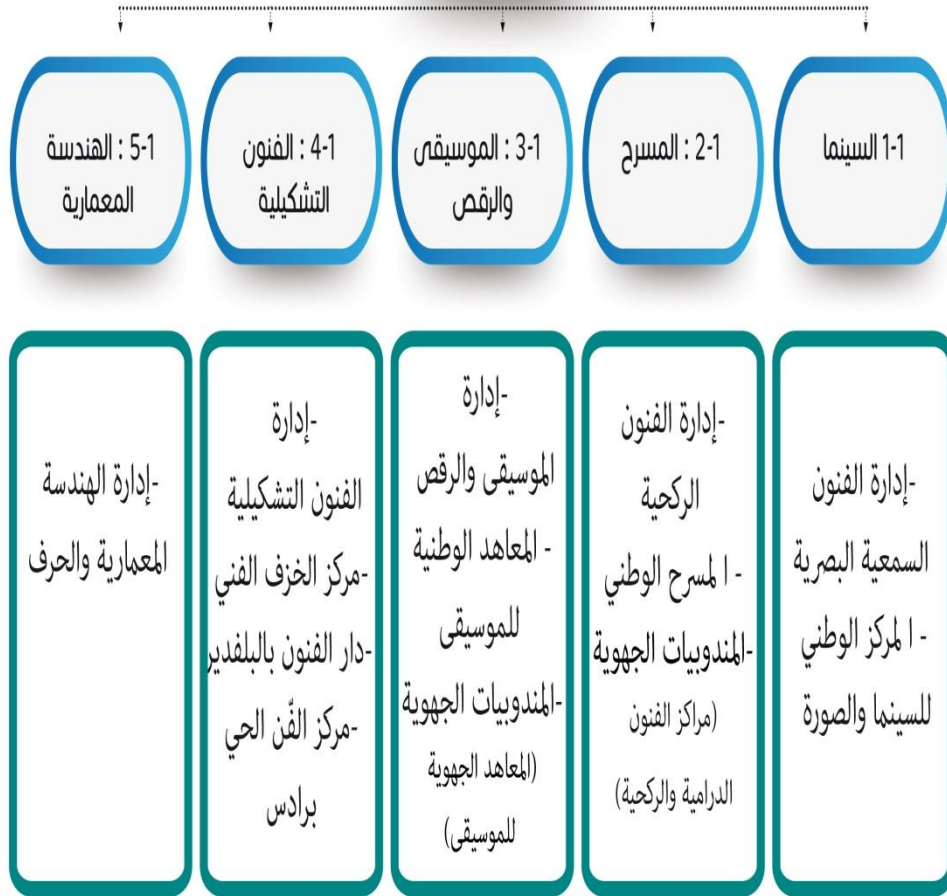 1-1 السينما
2-1 : المسرح
3-1 : الموسيقى
والرقص
4-1 : الفنون
التشكيلية
5-1 : الهندسة
المعمارية
-إدارة الفنون
السمعية البصرية
- المركز الوطني
للسينما والصورة
-إدارة الفنون
الركحية
- المسرح الوطني
-المندوبيات الجهوية
(مراكز الفنون
الدرامية والركحية)
-إدارة
الموسيقى والرقص
- المعاهد الوطنية
للموسيقى
-المندوبيات الجهوية
(المعاهد الجهوية
للموسيقى)
-إدارة
الفنون التشكيلية
-مركز الخزف الفني
-دار الفنون بالبلفدير
-مركز الفّن الحي
برادس
-إدارة الهندسة
المعمارية والحرف